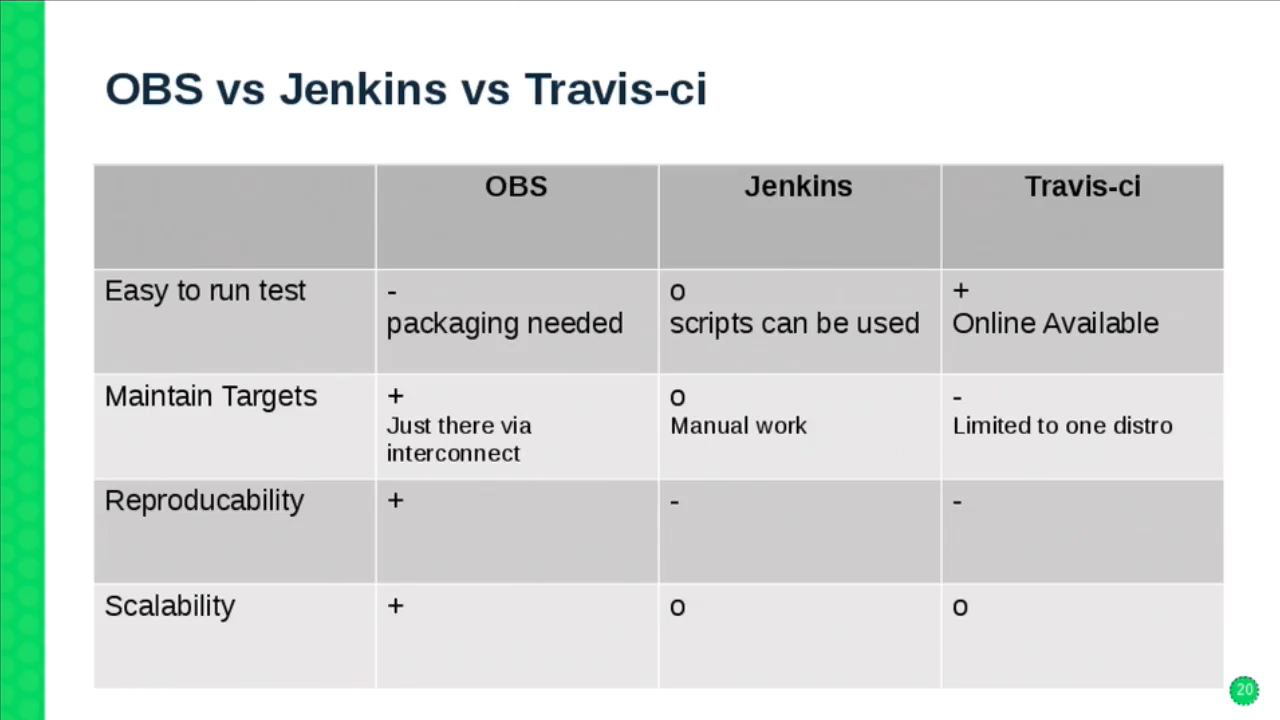 OBS vs Jenkins vs Travis-ci
OBS Jenkins Travis-ci
Easy to run test - o +
packaging needed scripts can be used Online Available
Maintain Targets + o -
Just there via Manual work Limited to one distro
interconnect
Reproducability + - -
Scalability + o o
20